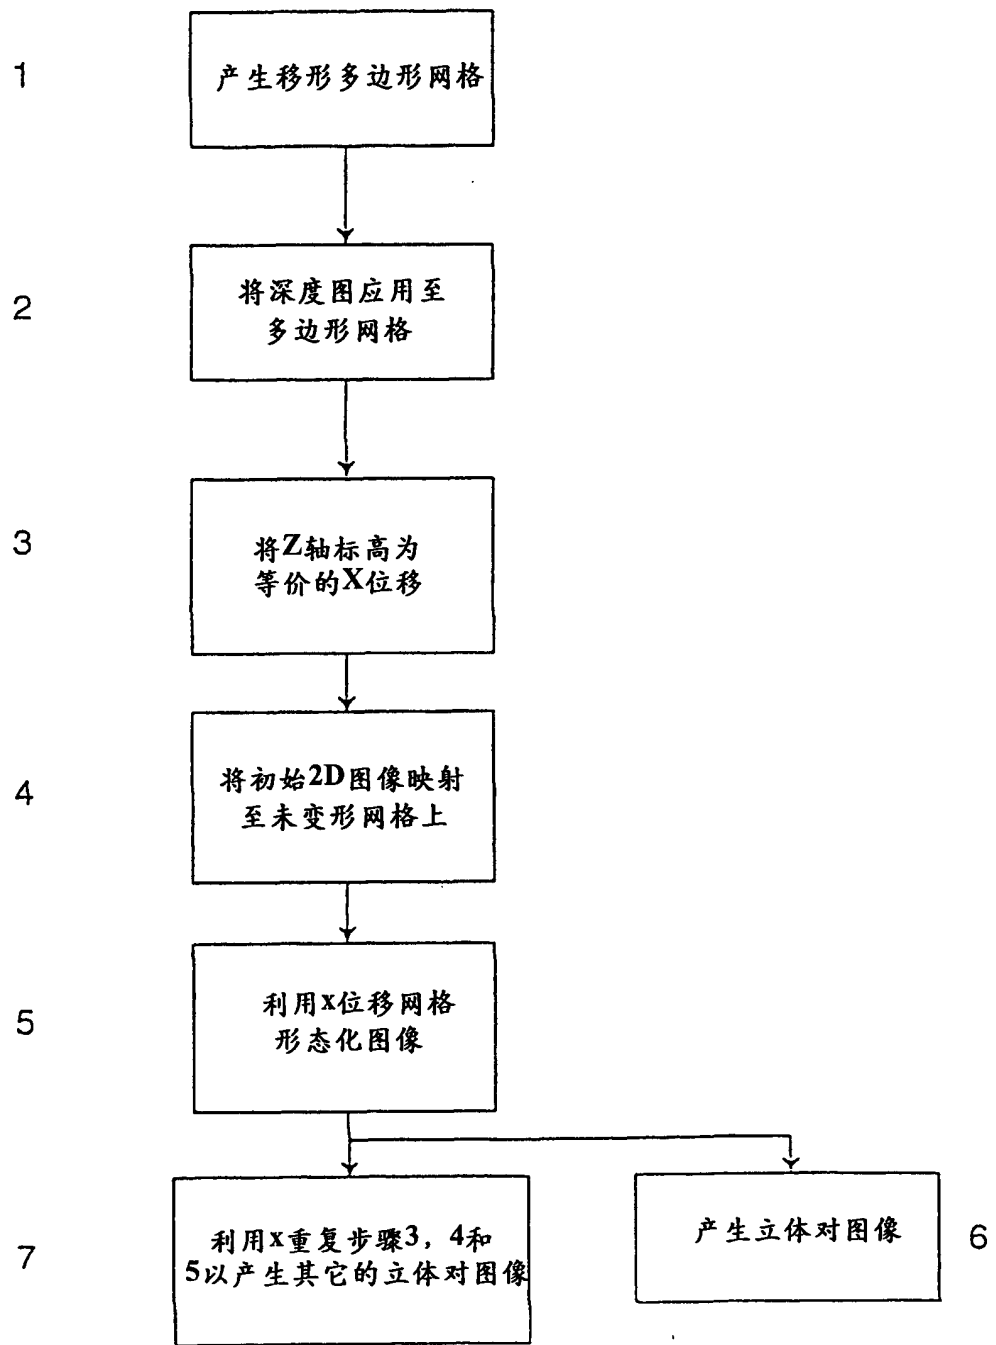 1
产生移形多边形网格
2
将深度图应用至
多边形网格
3
将Z轴标高为
等价的X位移
4
将初始2D图像映射
至未变形网格上
5
利用x位移网格
形态化图像
7
利用x重复步骤3，4和
5以产生其它的立体对图像
产生立体对图像
6